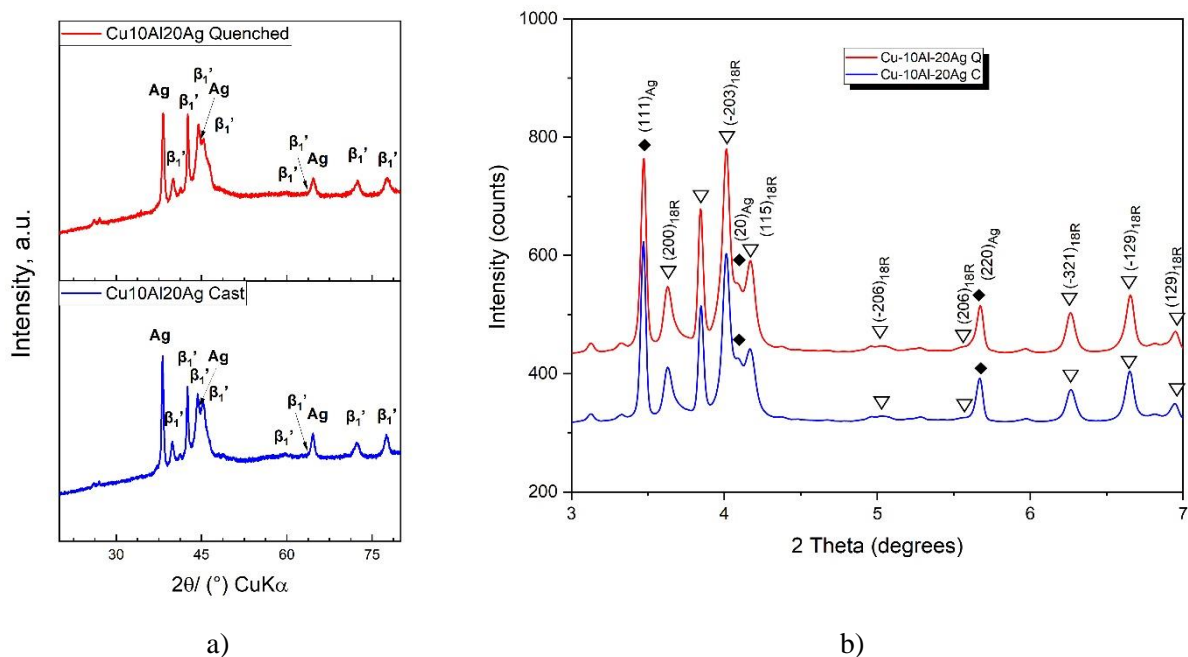 Cu10Al20Ag Quenched
Ag
β₁'
β₁'
β₁'
Ag
β₁'
β₁'
β₁'
Ag
β₁'
β₁'
Cu10Al20Ag Cast
Ag
β₁'
β₁'
β₁'
Ag
β₁'
β₁'
β₁'
Ag
β₁'
β₁'
Intensity, a.u.
30 45 60 75
2θ/ (°) CuKα
a)
1000
800
600
400
200
Intensity (counts)
Cu-10Al-20Ag Q
Cu-10Al-20Ag C
(111)Ag
(200)18R
(-203)18R
(20)Ag
(115)18R
(-206)18R
(206)18R
(220)Ag
(-321)18R
(-129)18R
(129)18R
3 4 5 6 7
2 Theta (degrees)
b)